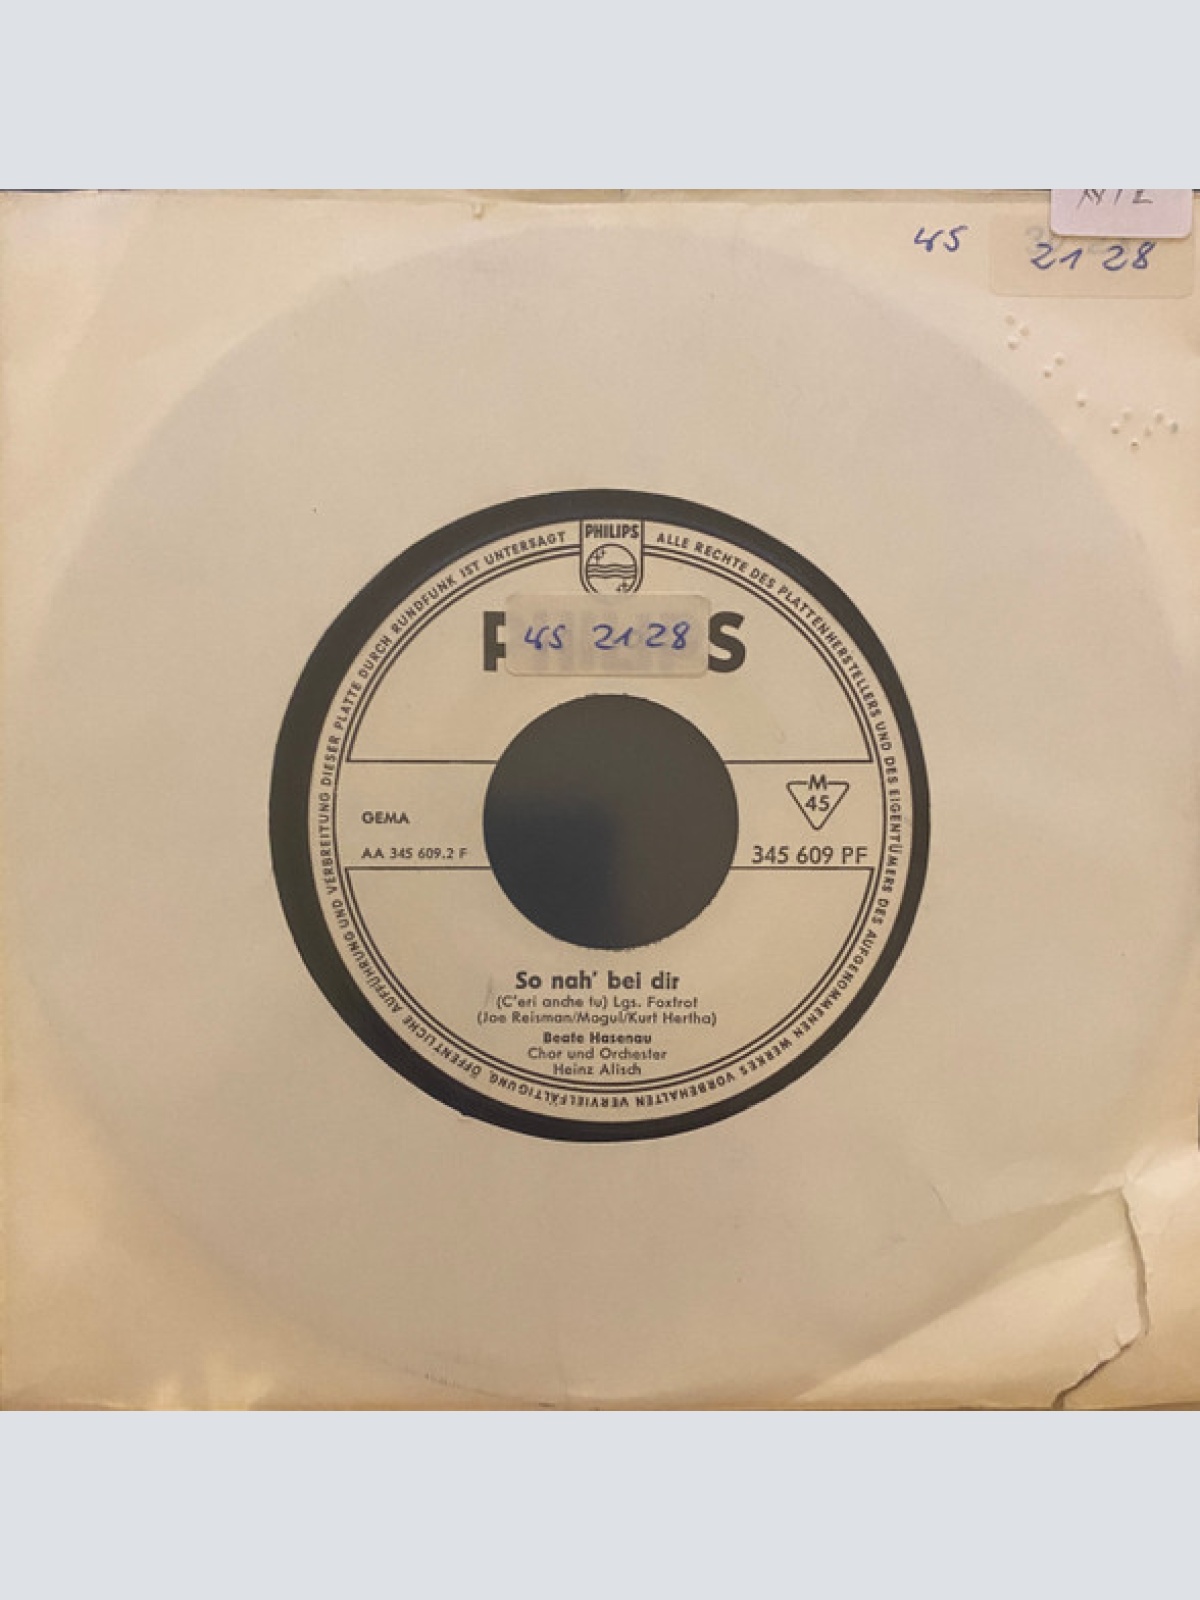 45
21 28
PHILIPS
ALLE RECHTE DES PLATTENHERSTELLERS UND DES EIGENTÜMERS DES AUFGENOMMENEN WERKES VORBEHALTEN VERVIELFÄLTIGUNG, ÖFFENTLICHE AUFFÜHRUNG UND VERBREITUNG DIESER PLATTE DURCH RUNDFUNK IST UNTERSAGT
45 21 28
M
45
GEMA
AA 345 609.2 F
345 609 PF
So nah' bei dir
(C'eri anche tu) Lgs. Foxtrot
(Joe Reisman/Mogul/Kurt Hertha)
Beate Hasenau
Chor und Orchester
Heinz Alisch